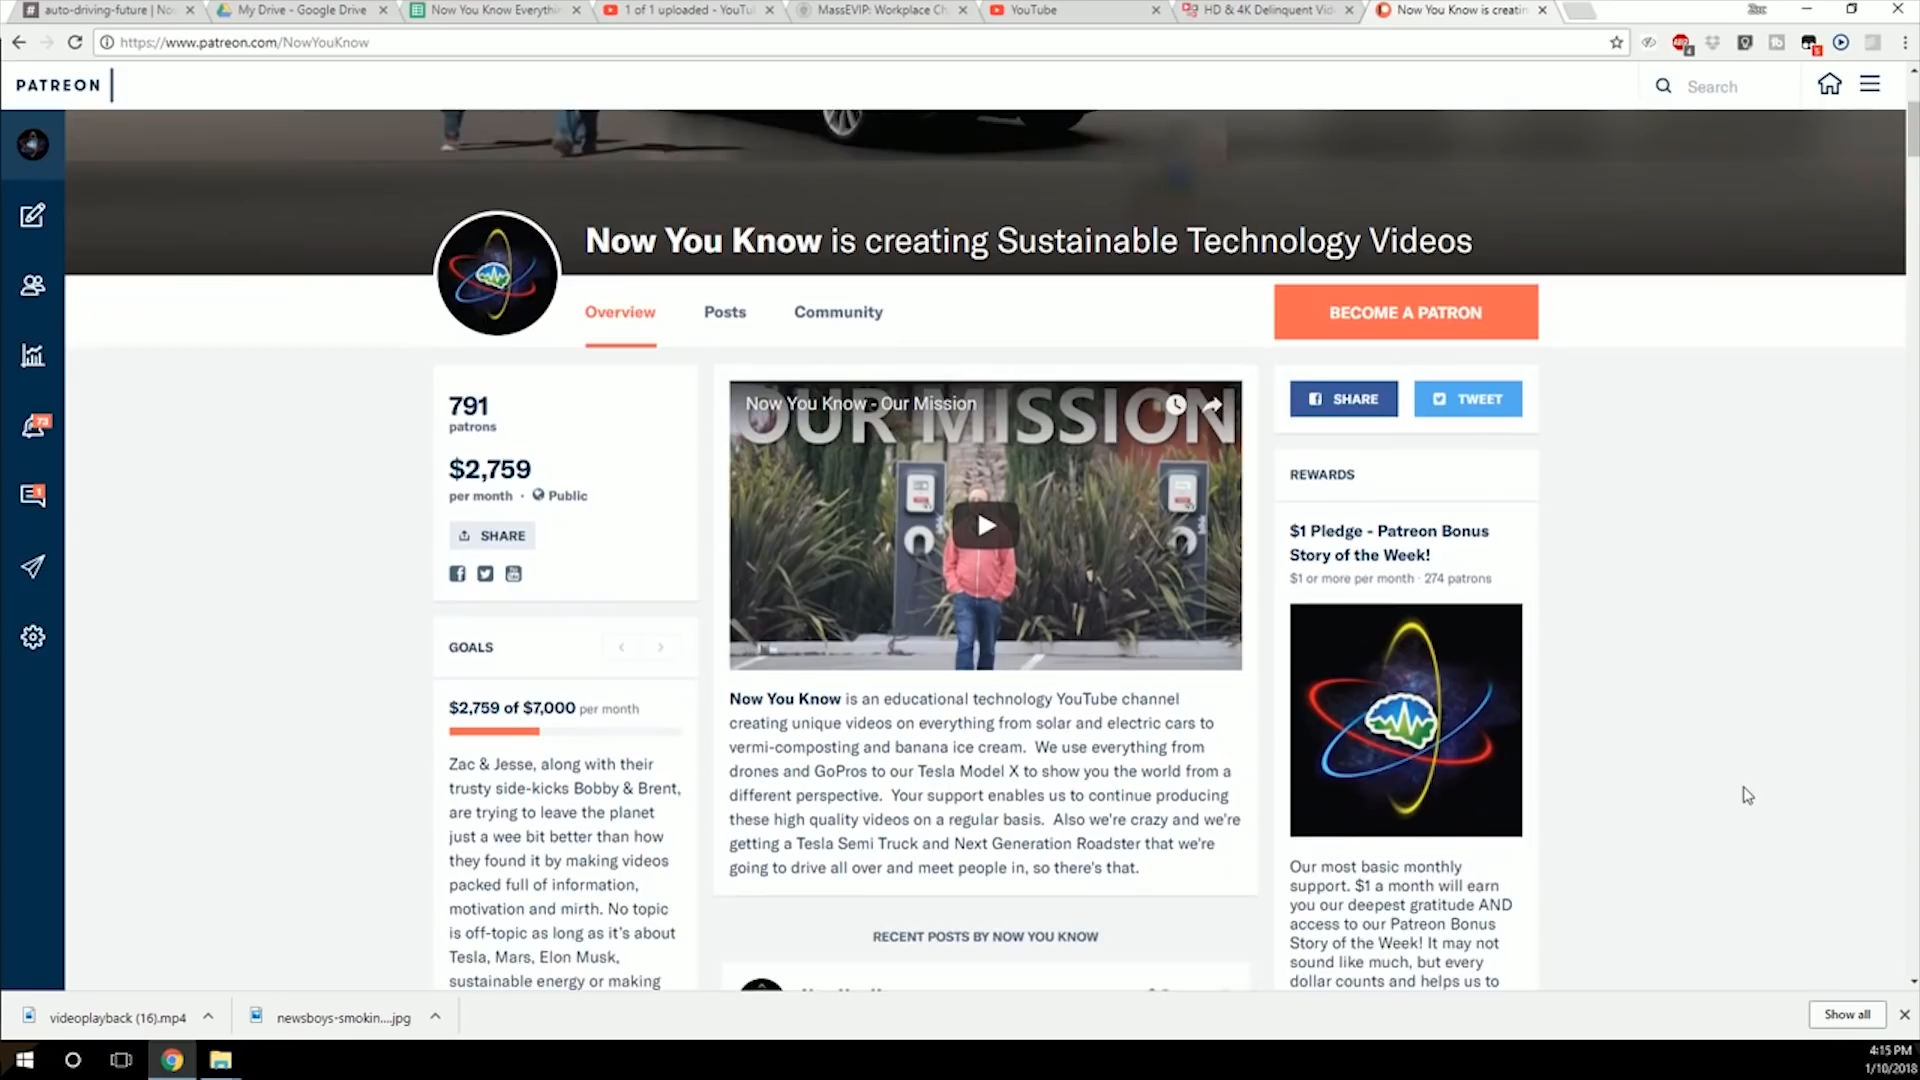 auto-driving-future | No
My Drive - Google Drive
Now You Know Everythi
1 of 1 uploaded - YouTu
MassEVIP: Workplace Ch
YouTube
HD & 4K Delinquent Vid
Now You Know is creatin
https://www.patreon.com/NowYouKnow
PATREON
Search
Now You Know is creating Sustainable Technology Videos
Overview
Posts
Community
BECOME A PATRON
791
patrons
$2,759
per month · Public
SHARE
GOALS
$2,759 of $7,000 per month
Zac & Jesse, along with their
trusty side-kicks Bobby & Brent,
are trying to leave the planet
just a wee bit better than how
they found it by making videos
packed full of information,
motivation and mirth. No topic
is off-topic as long as it's about
Tesla, Mars, Elon Musk,
sustainable energy or making
Now You Know - Our Mission
OUR MISSION
Now You Know is an educational technology YouTube channel
creating unique videos on everything from solar and electric cars to
vermi-composting and banana ice cream. We use everything from
drones and GoPros to our Tesla Model X to show you the world from a
different perspective. Your support enables us to continue producing
these high quality videos on a regular basis. Also we're crazy and we're
getting a Tesla Semi Truck and Next Generation Roadster that we're
going to drive all over and meet people in, so there's that.
RECENT POSTS BY NOW YOU KNOW
SHARE
TWEET
REWARDS
$1 Pledge - Patreon Bonus
Story of the Week!
$1 or more per month · 274 patrons
Our most basic monthly
support. $1 a month will earn
you our deepest gratitude AND
access to our Patreon Bonus
Story of the Week! It may not
sound like much, but every
dollar counts and helps us to
73
1
videoplayback (16).mp4
newsboys-smokin....jpg
Show all
4:15 PM
1/10/2018